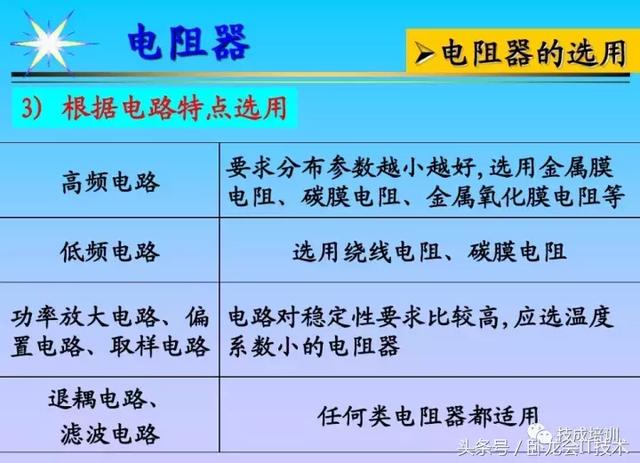 电阻器
➢电阻器的选用
3) 根据电路特点选用
高频电路
要求分布参数越小越好,选用金属膜
电阻、碳膜电阻、金属氧化膜电阻等
低频电路
选用绕线电阻、碳膜电阻
功率放大电路、偏
置电路、取样电路
电路对稳定性要求比较高,应选温度
系数小的电阻器
退耦电路、
滤波电路
任何类电阻器都适用
技成培训
头条号/卧龙会IT技术